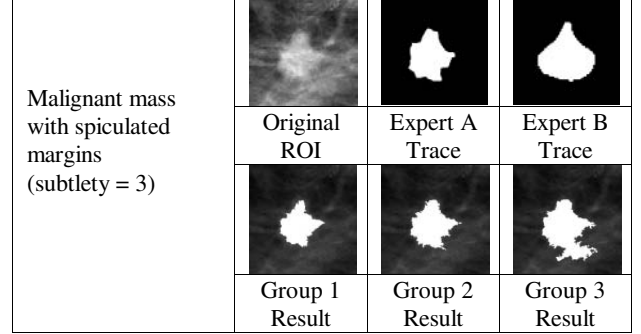 Malignant mass
with spiculated
margins
(subtlety = 3)
Original
ROI
Expert A
Trace
Expert B
Trace
Group 1
Result
Group 2
Result
Group 3
Result